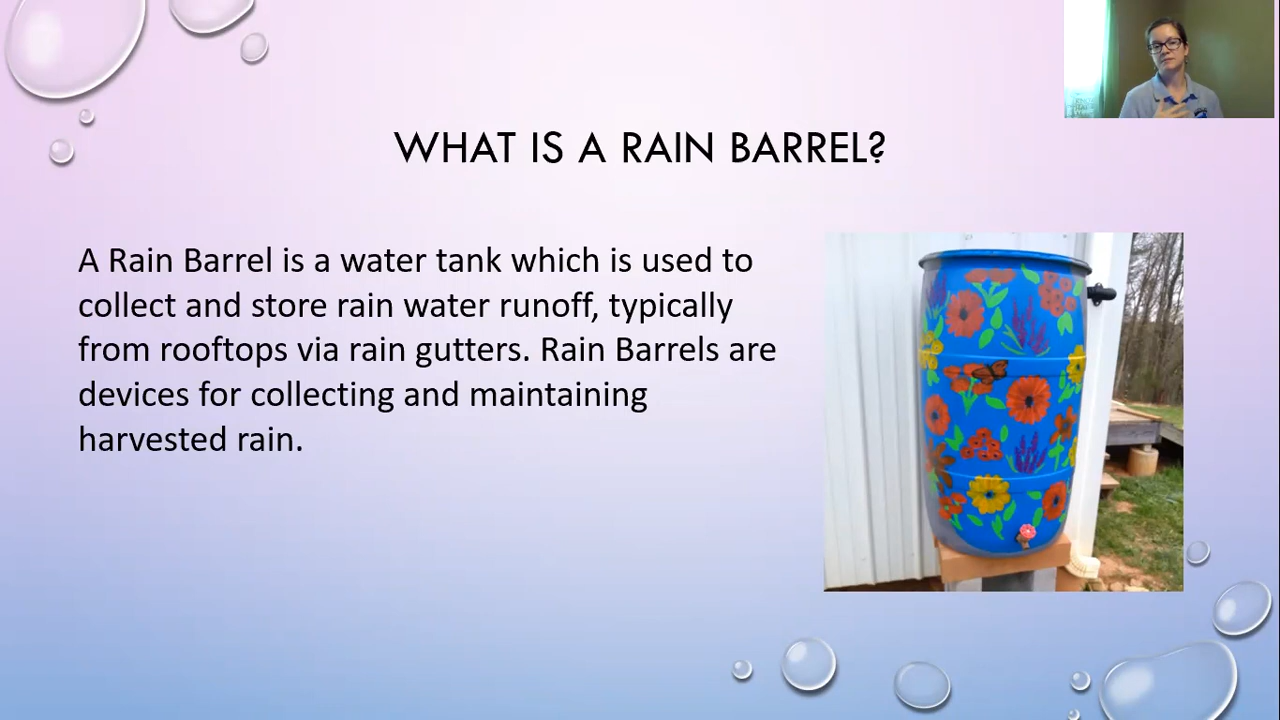 WHAT IS A RAIN BARREL?
A Rain Barrel is a water tank which is used to
collect and store rain water runoff, typically
from rooftops via rain gutters. Rain Barrels are
devices for collecting and maintaining
harvested rain.